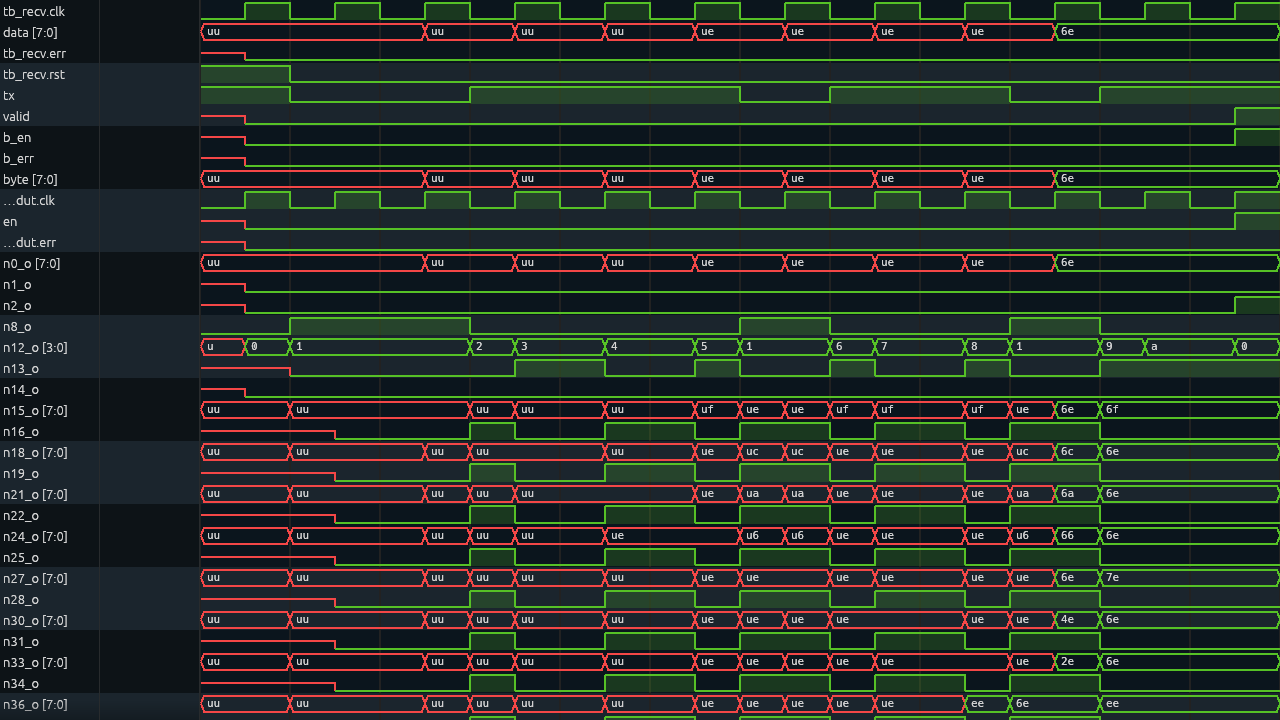 tb_recv.clk
data [7:0] uu uu uu uu ue ue ue ue 6e
tb_recv.err
tb_recv.rst
tx
valid
b_en
b_err
byte [7:0] uu uu uu uu ue ue ue ue 6e
...dut.clk
en
...dut.err
n0_o [7:0] uu uu uu uu ue ue ue ue 6e
n1_o
n2_o
n8_o
n12_o [3:0] u 0 1 2 3 4 5 1 6 7 8 1 9 a 0
n13_o
n14_o
n15_o [7:0] uu uu uu uu uu uf ue ue uf uf uf ue 6e 6f
n16_o
n18_o [7:0] uu uu uu uu uu ue uc uc ue ue ue uc 6c 6e
n19_o
n21_o [7:0] uu uu uu uu uu ue ua ua ue ue ue ua 6a 6e
n22_o
n24_o [7:0] uu uu uu uu uu ue u6 u6 ue ue ue u6 66 6e
n25_o
n27_o [7:0] uu uu uu uu uu uu ue ue ue ue ue ue ue 6e 7e
n28_o
n30_o [7:0] uu uu uu uu uu uu ue ue ue ue ue ue ue 4e 6e
n31_o
n33_o [7:0] uu uu uu uu uu uu ue ue ue ue ue ue 2e 6e
n34_o
n36_o [7:0] uu uu uu uu uu uu ue ue ue ue ue ee 6e ee